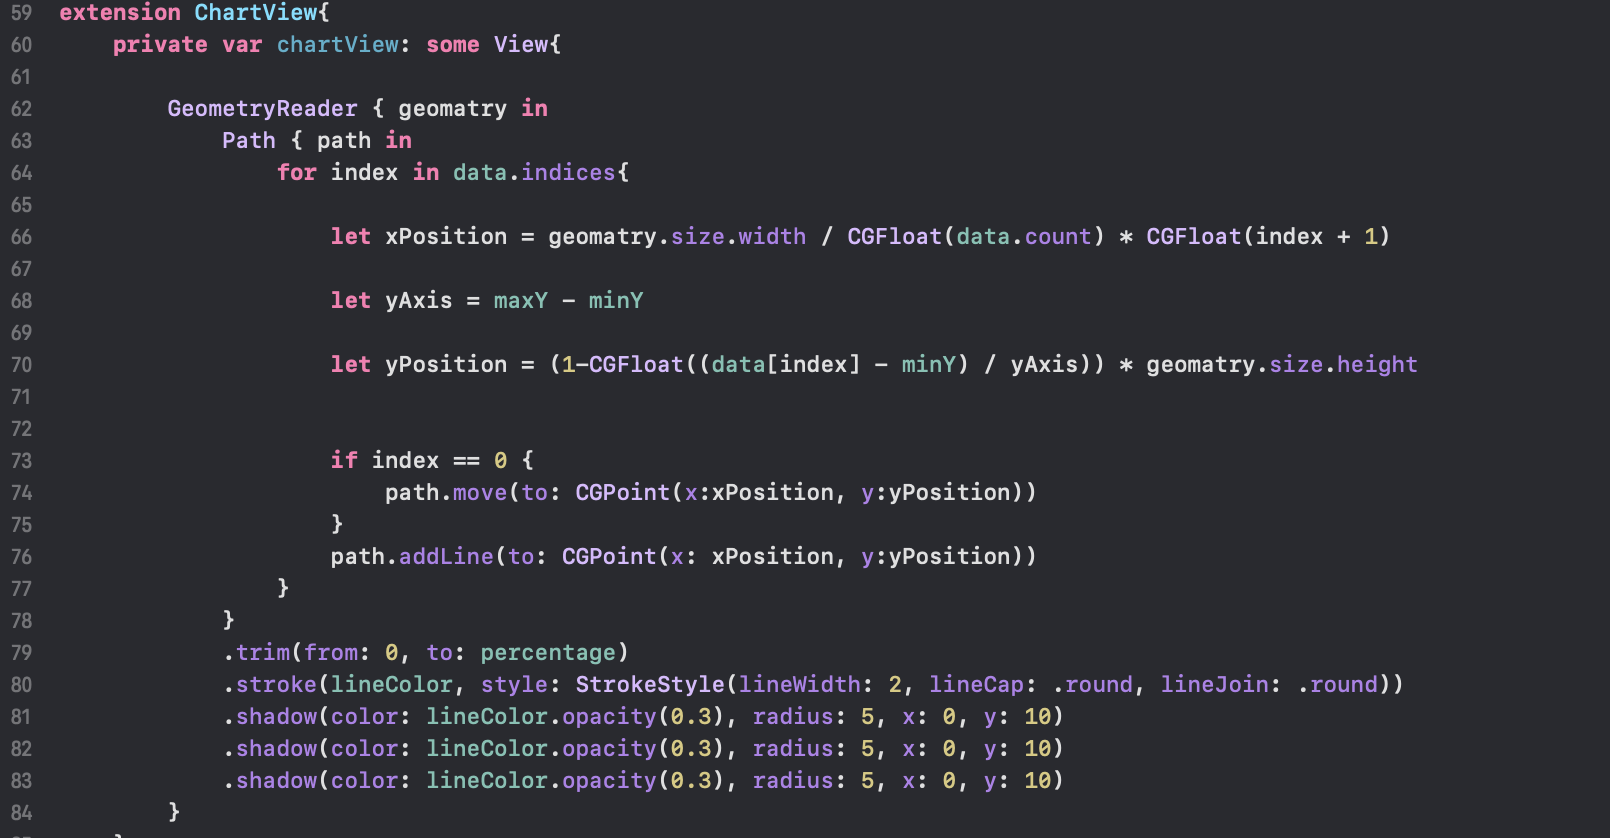 59 extension ChartView{
60 private var chartView: some View{
61
62 GeometryReader { geomatry in
63 Path { path in
64 for index in data.indices{
65
66 let xPosition = geomatry.size.width / CGFloat(data.count) * CGFloat(index + 1)
67
68 let yAxis = maxY - minY
69
70 let yPosition = (1-CGFloat((data[index] - minY) / yAxis)) * geomatry.size.height
71
72
73 if index == 0 {
74 path.move(to: CGPoint(x:xPosition, y:yPosition))
75 }
76 path.addLine(to: CGPoint(x: xPosition, y:yPosition))
77 }
78 }
79 .trim(from: 0, to: percentage)
80 .stroke(lineColor, style: StrokeStyle(lineWidth: 2, lineCap: .round, lineJoin: .round))
81 .shadow(color: lineColor.opacity(0.3), radius: 5, x: 0, y: 10)
82 .shadow(color: lineColor.opacity(0.3), radius: 5, x: 0, y: 10)
83 .shadow(color: lineColor.opacity(0.3), radius: 5, x: 0, y: 10)
84 }